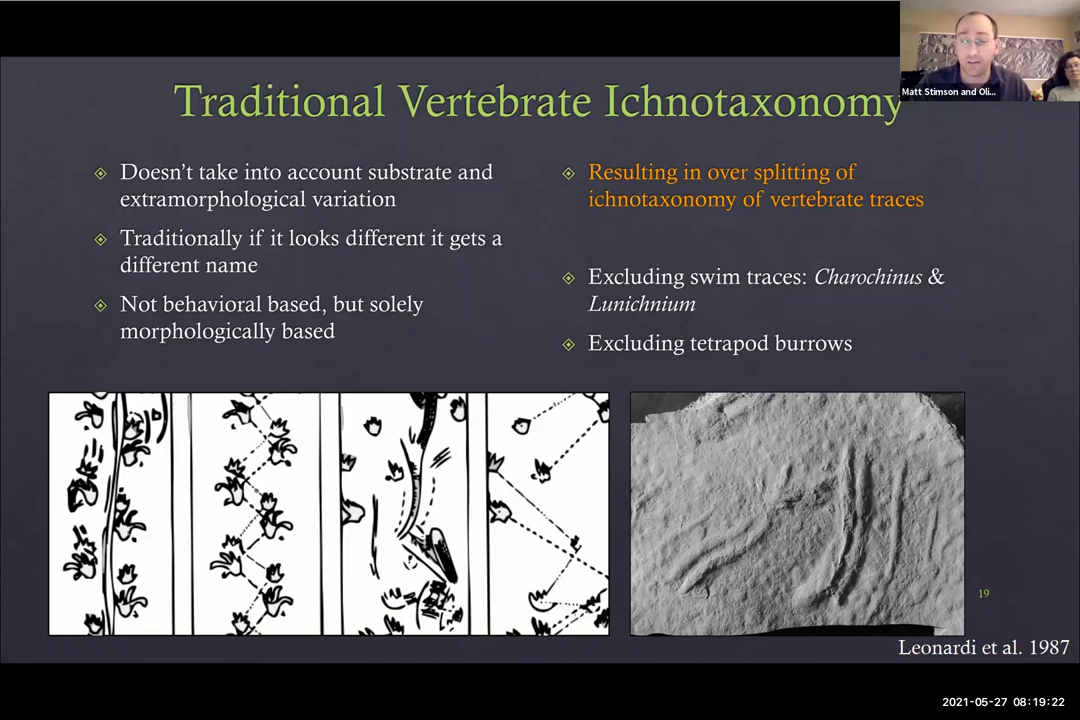 Matt Stimson and Oli...
Traditional Vertebrate Ichnotaxonomy
Doesn't take into account substrate and
extramorphological variation
Traditionally if it looks different it gets a
different name
Not behavioral based, but solely
morphologically based
Resulting in over splitting of
ichnotaxonomy of vertebrate traces
Excluding swim traces: Charochinus &
Lunichnium
Excluding tetrapod burrows
19
Leonardi et al. 1987
2021-05-27 08:19:22